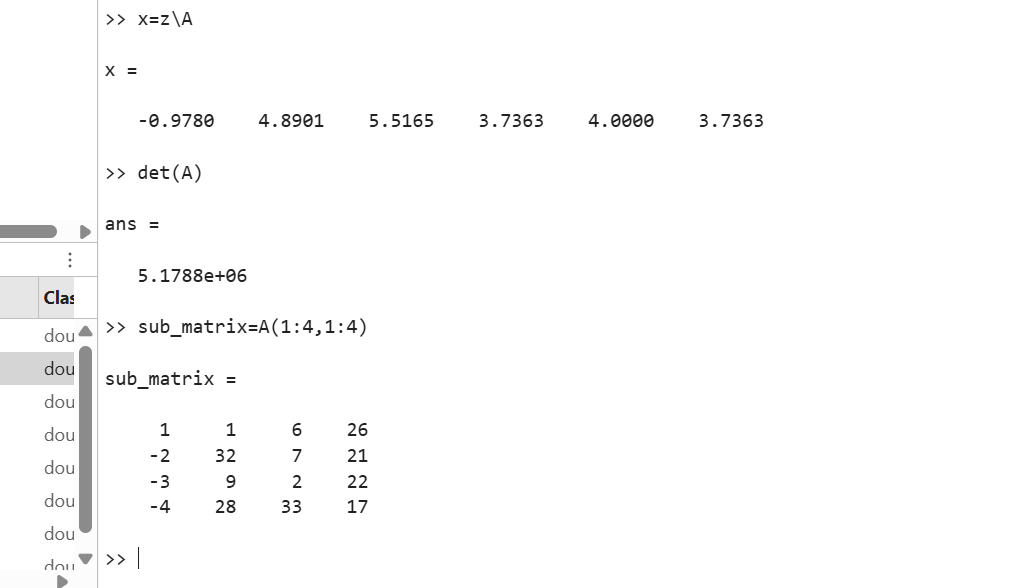 >> x=z\A
x =
-0.9780 4.8901 5.5165 3.7363 4.0000 3.7363
>> det(A)
ans =
5.1788e+06
Clas
>> sub_matrix=A(1:4,1:4)
dou
dou
sub_matrix =
dou
1 1 6 26
dou
-2 32 7 21
dou
-3 9 2 22
dou
-4 28 33 17
dou
>>
dou